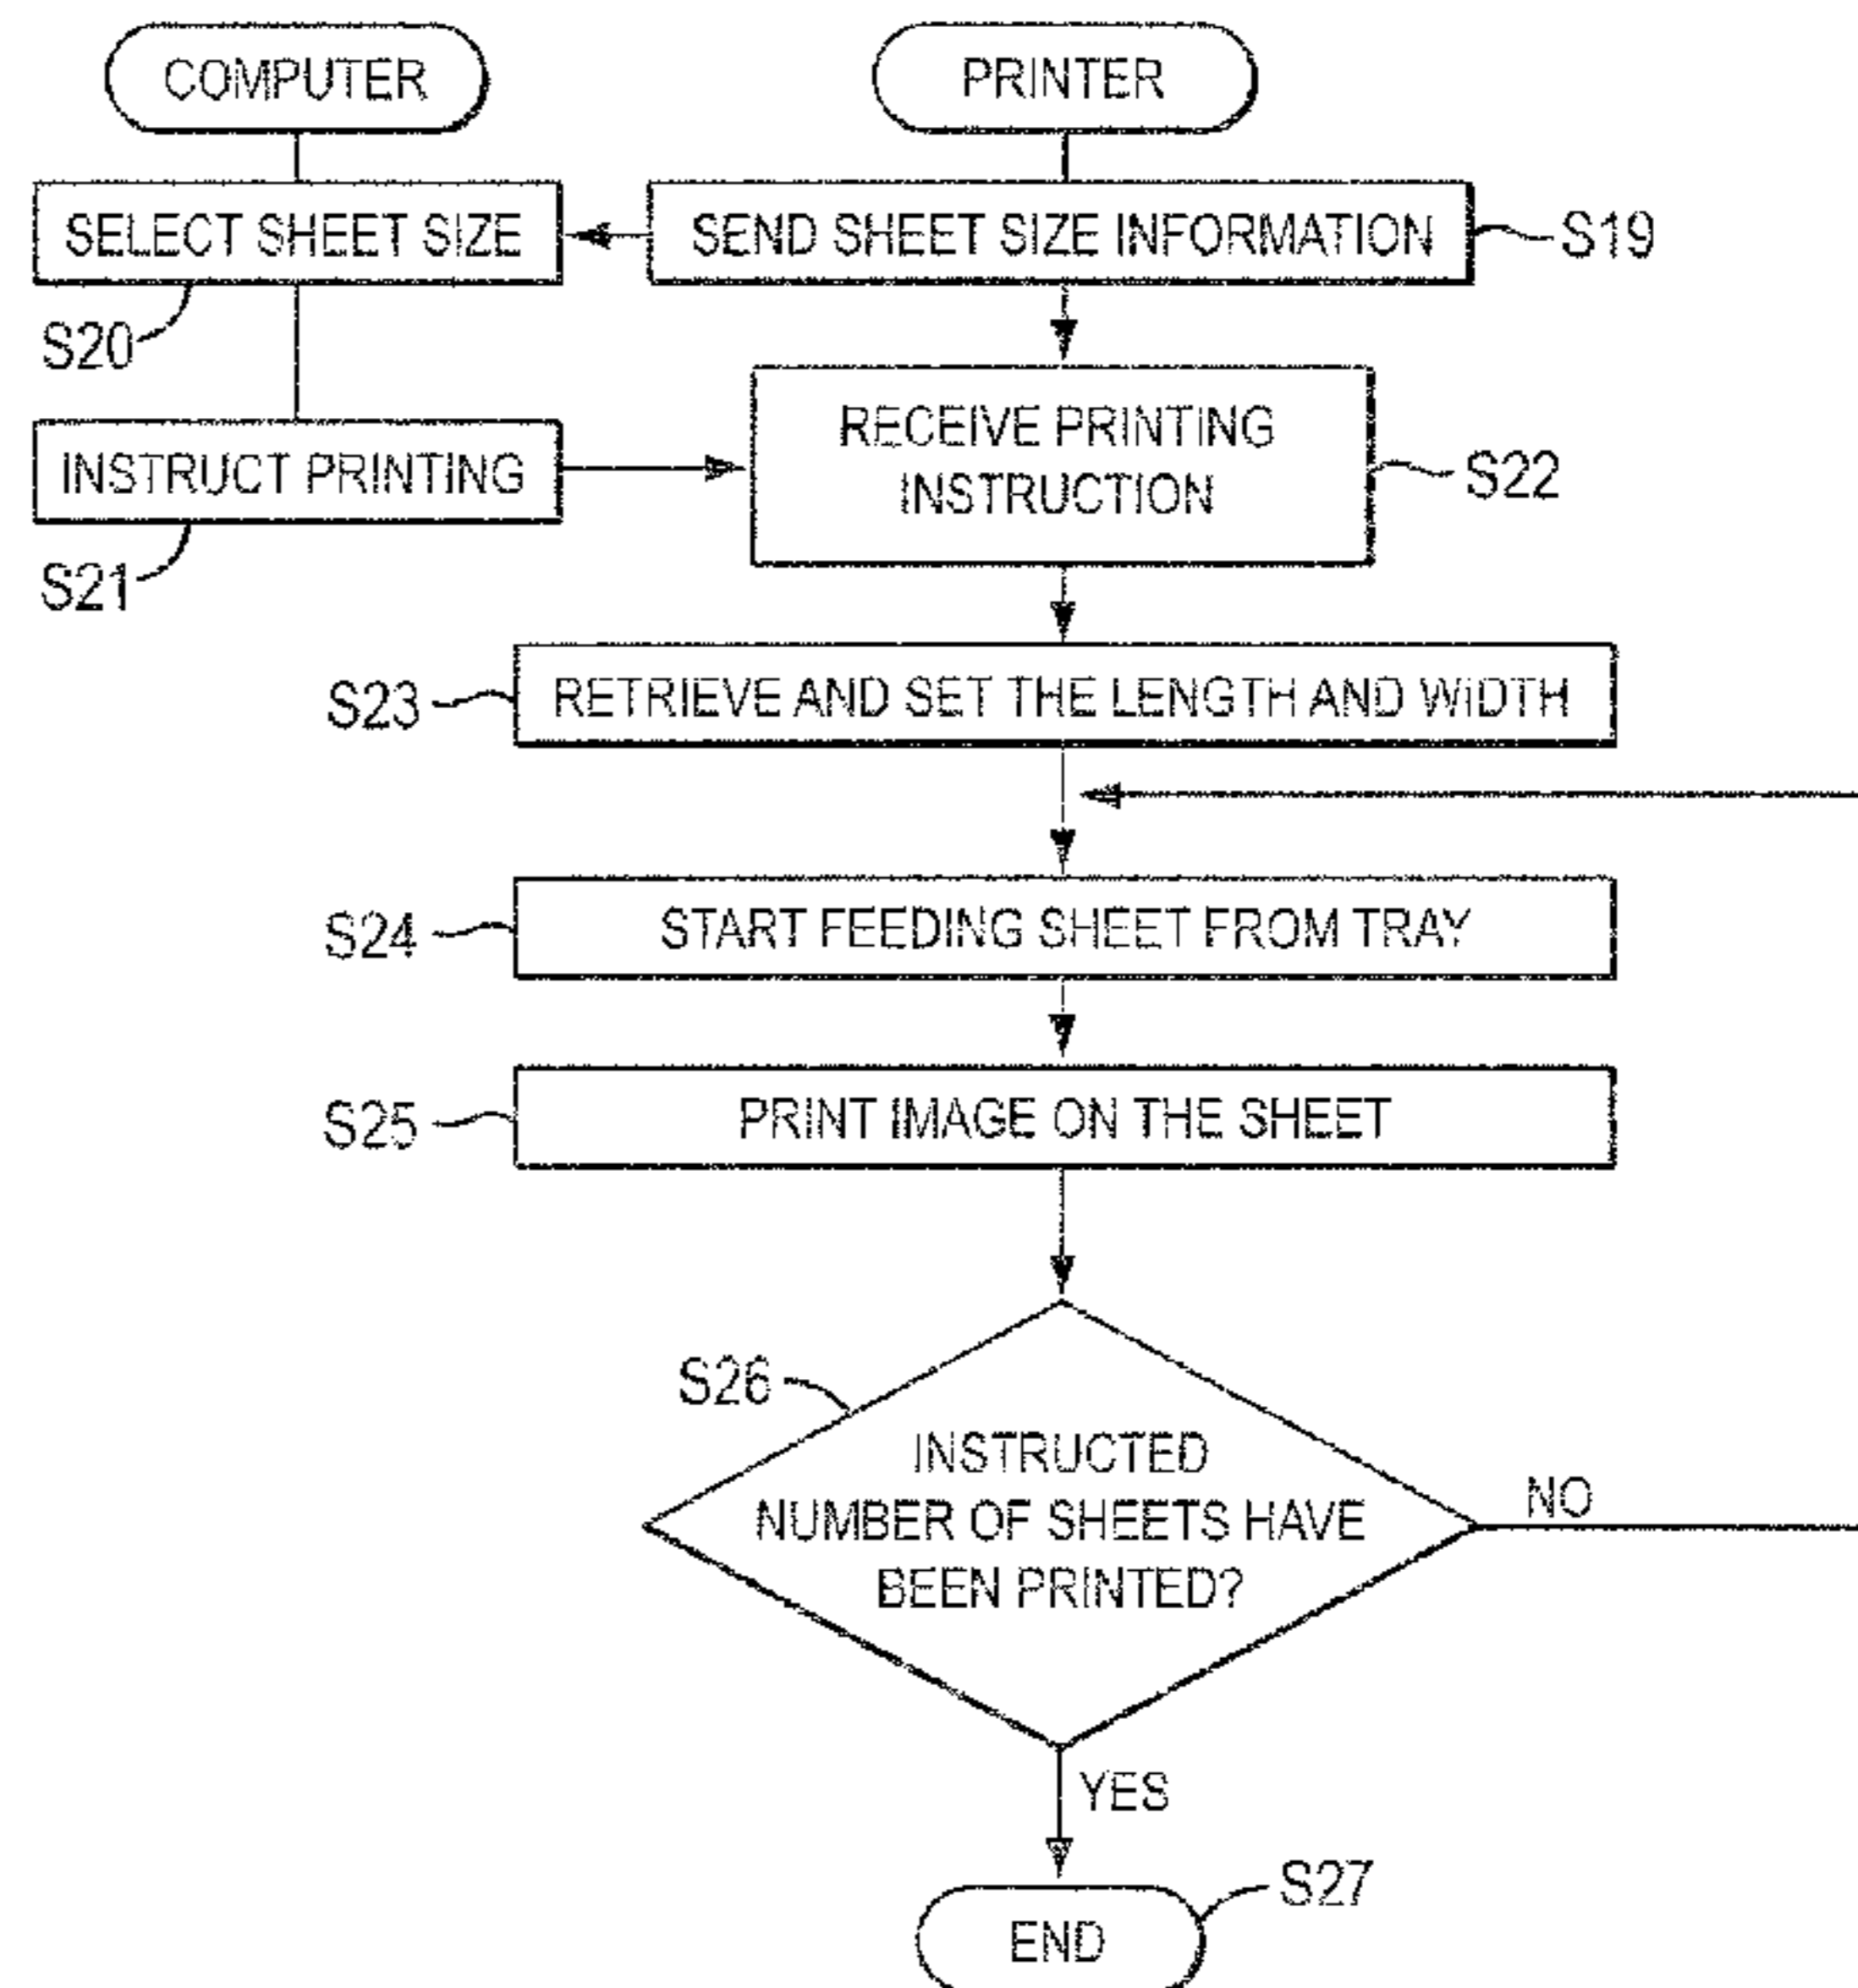 COMPUTER
PRINTER
SELECT SHEET SIZE
SEND SHEET SIZE INFORMATION
S19
S20
RECEIVE PRINTING
INSTRUCTION
S22
INSTRUCT PRINTING
S21
S23
RETRIEVE AND SET THE LENGTH AND WIDTH
S24
START FEEDING SHEET FROM TRAY
S25
PRINT IMAGE ON THE SHEET
S26
INSTRUCTED
NUMBER OF SHEETS HAVE
BEEN PRINTED?
NO
YES
S27
END